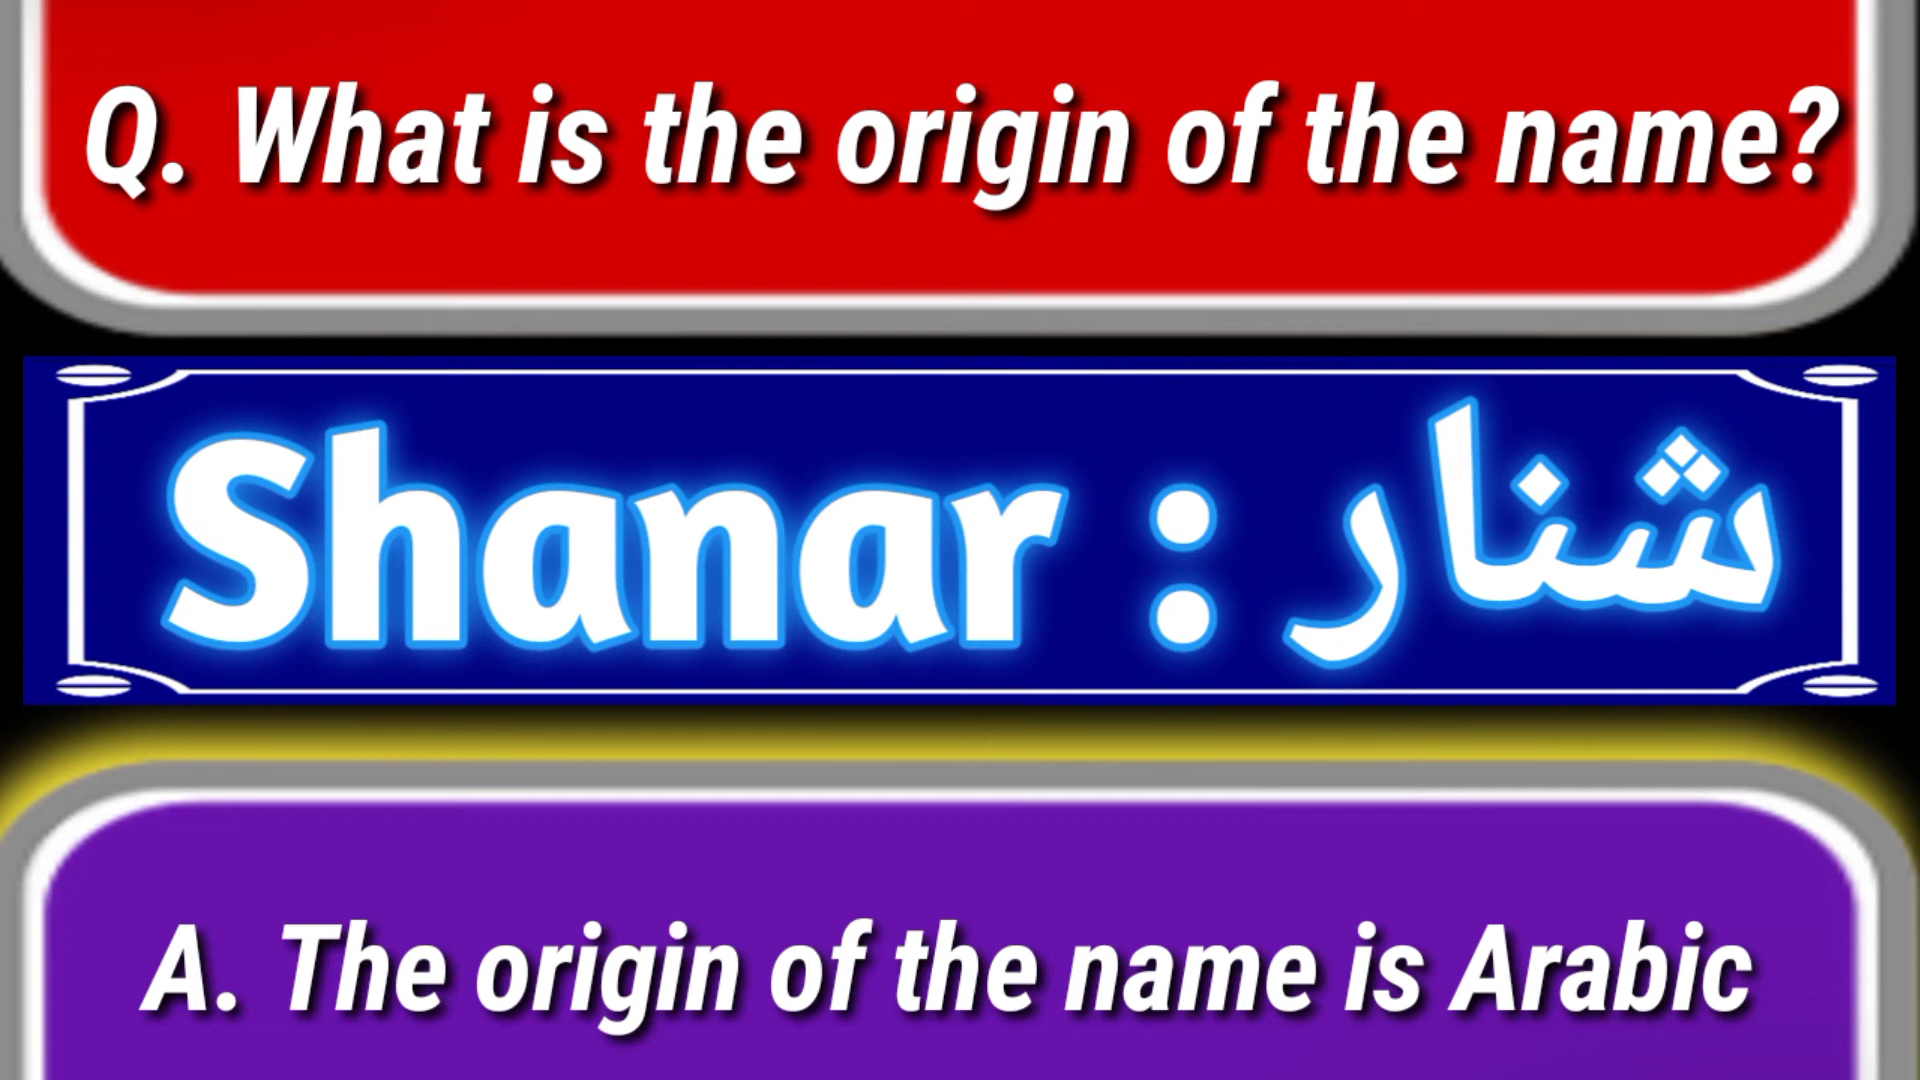 Q. What is the origin of the name?
Shanar : شنار
A. The origin of the name is Arabic